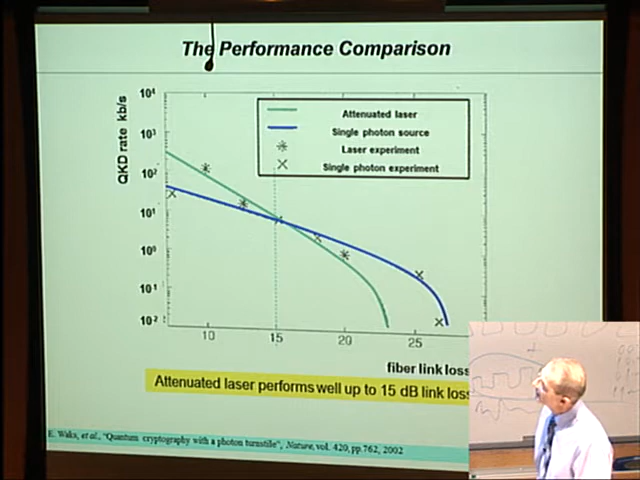 The Performance Comparison
QKD rate kb/s
10⁴
10³
10²
10¹
10⁰
10⁻¹
10⁻²
Attenuated laser
Single photon source
Laser experiment
Single photon experiment
10
15
20
25
fiber link loss
Attenuated laser performs well up to 15 dB link loss
E. Waks, et al., "Quantum cryptography with a photon turnstile", Nature, vol. 420, pp.762, 2002